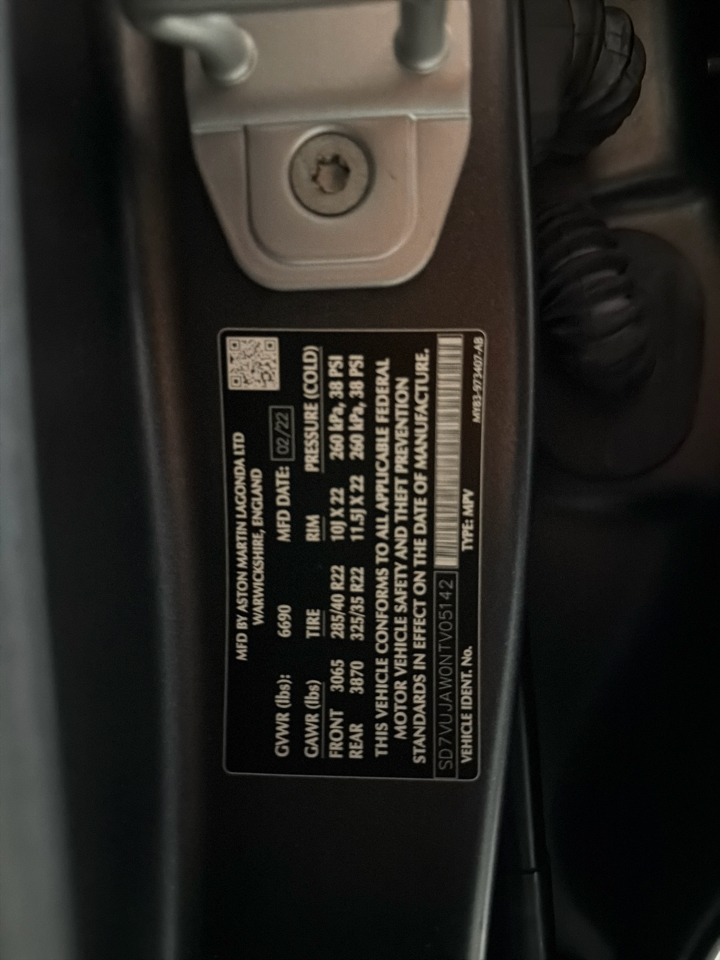 MFD BY ASTON MARTIN LAGONDA LTD
WARWICKSHIRE, ENGLAND
GVWR (lbs): 6690 MFD DATE: 02/22
GAWR (lbs) TIRE RIM PRESSURE (COLD)
FRONT 3065 285/40 R22 10J X 22 260 kPa, 38 PSI
REAR 3870 325/35 R22 11.5J X 22 260 kPa, 38 PSI
THIS VEHICLE CONFORMS TO ALL APPLICABLE FEDERAL
MOTOR VEHICLE SAFETY AND THEFT PREVENTION
STANDARDS IN EFFECT ON THE DATE OF MANUFACTURE.
SD7VUJAW0NTV05142
VEHICLE IDENT. No. TYPE: MPV MY83-973407-AB